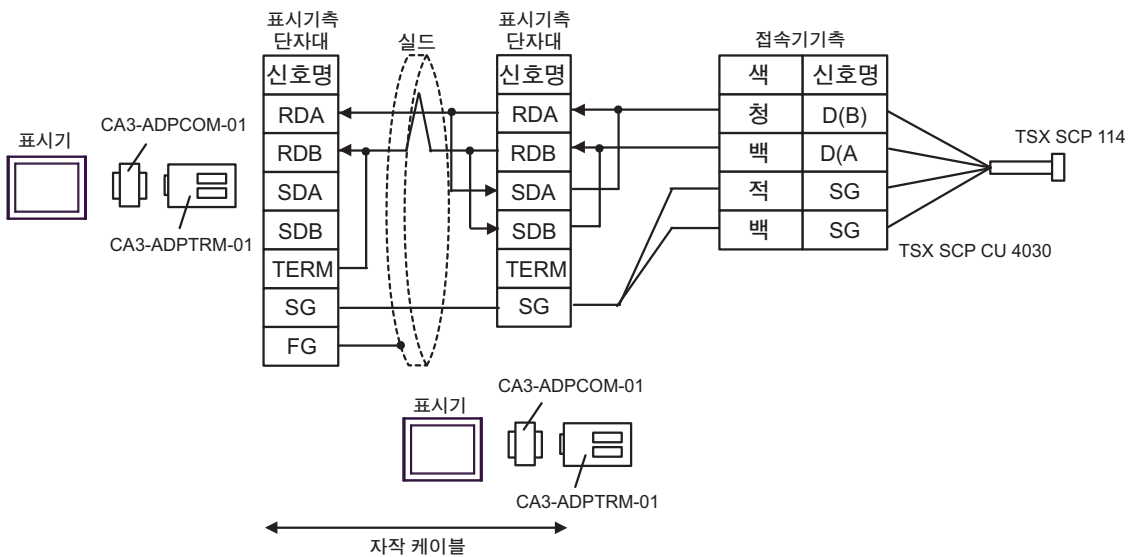 표시기측
단자대
실드
표시기측
단자대
접속기기측
신호명
RDA
RDB
SDA
SDB
TERM
SG
FG
신호명
RDA
RDB
SDA
SDB
TERM
SG
색 신호명
청 D(B)
백 D(A
적 SG
백 SG
TSX SCP 114
TSX SCP CU 4030
표시기
CA3-ADPCOM-01
CA3-ADPTRM-01
표시기
CA3-ADPCOM-01
CA3-ADPTRM-01
자작 케이블